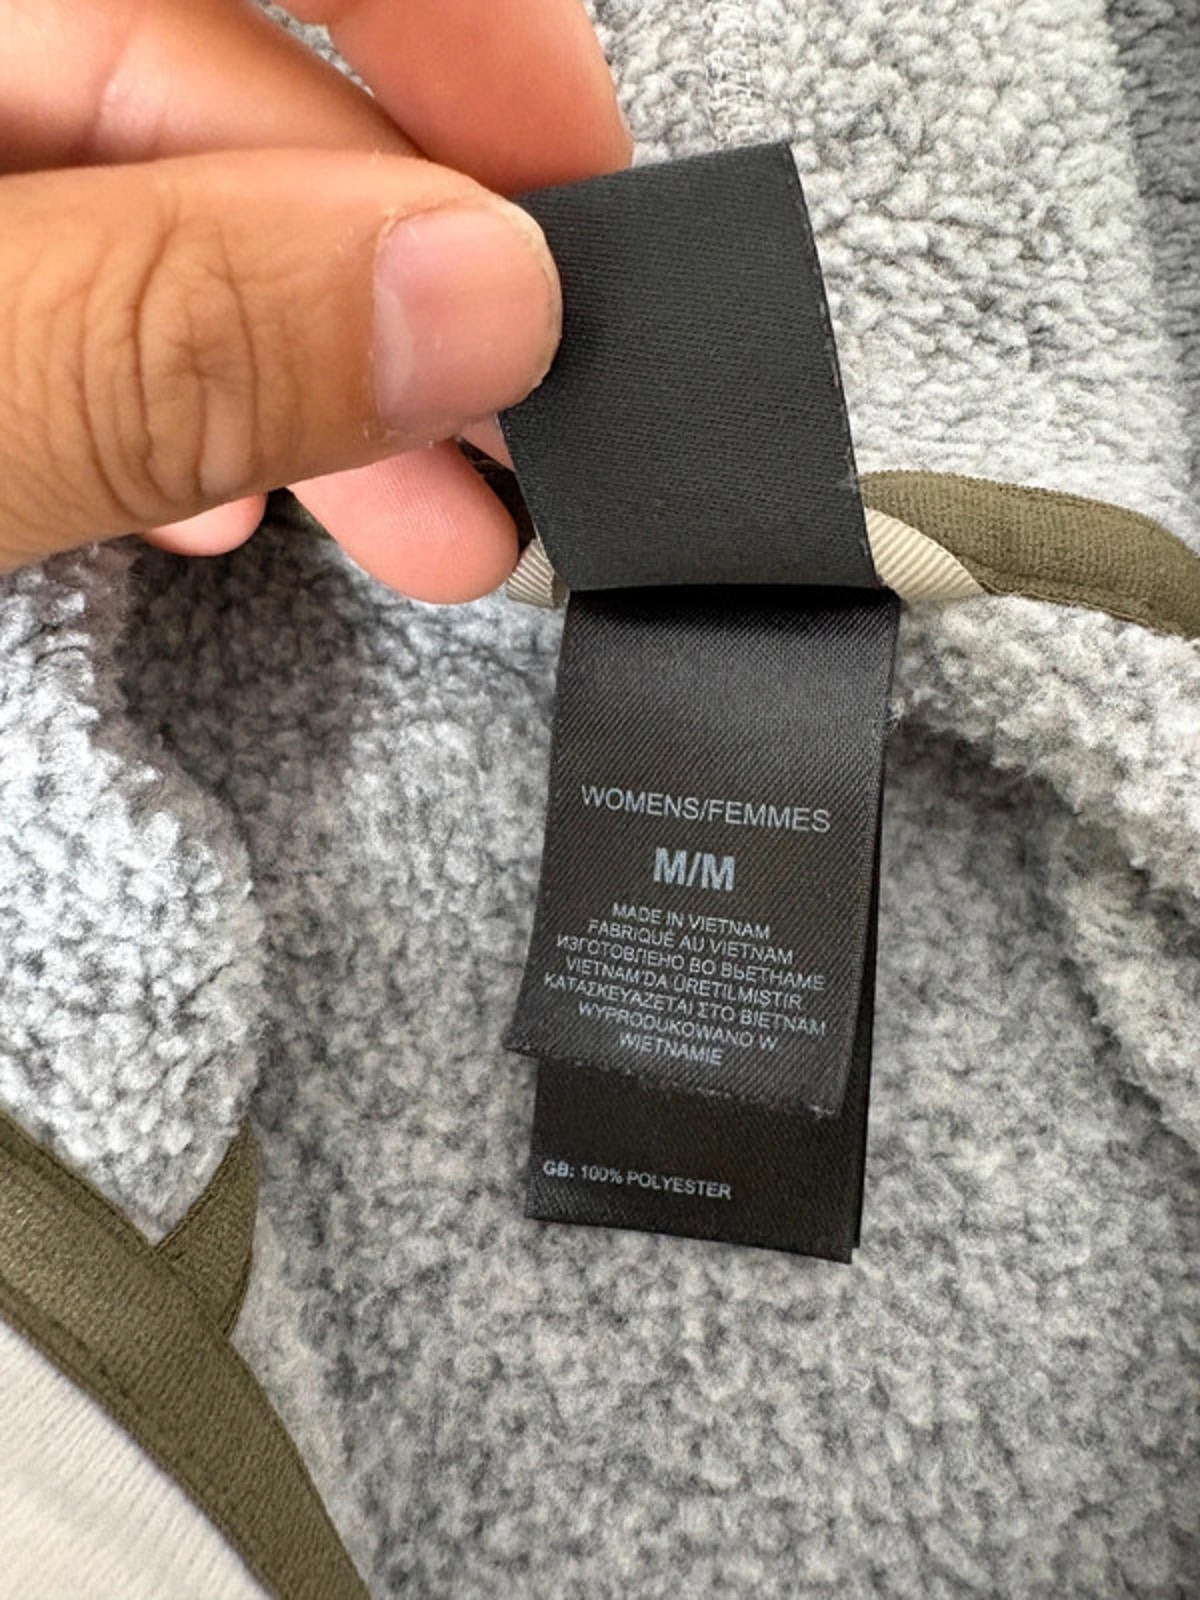 WOMENS/FEMMES
M/M
MADE IN VIETNAM
FABRIQUÉ AU VIETNAM
ИЗГОТОВЛЕНО ВО ВЬЕТНАМЕ
VIETNAM'DA ÜRETILMISTIR
ΚΑΤΑΣΚΕΥΑΖΕΤΑΙ ΣΤΟ ΒΙΕΤΝΑΜ
WYPRODUKOWANO W
WIETNAMIE
GB: 100% POLYESTER